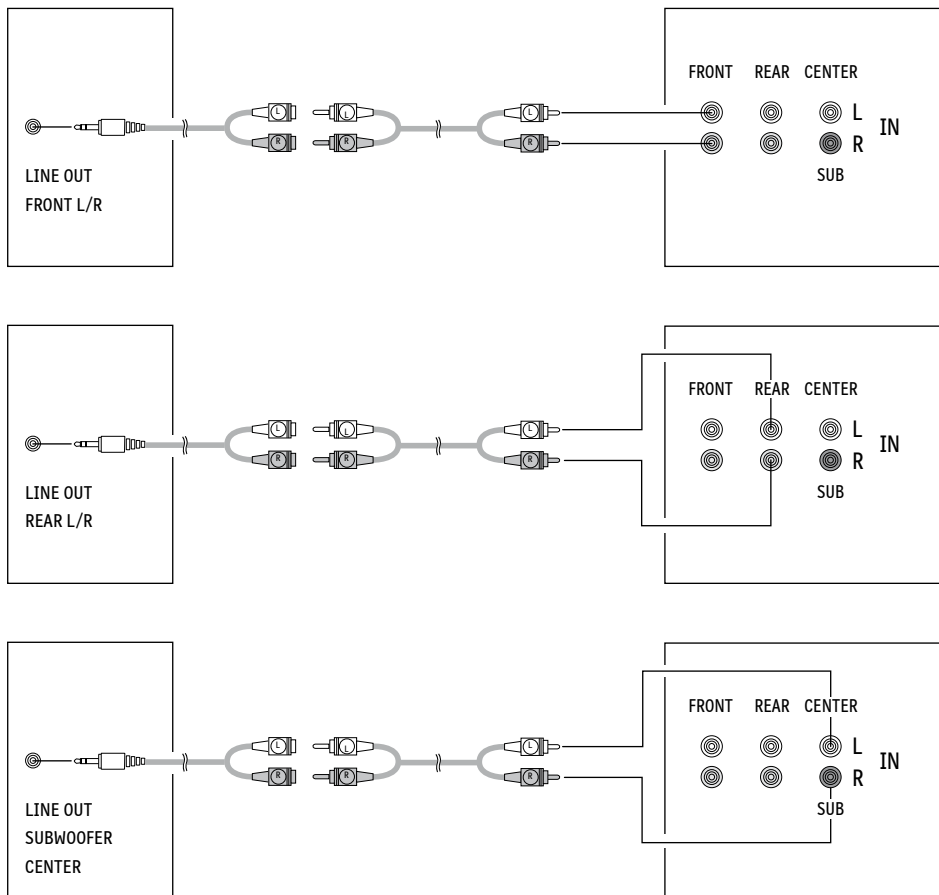 FRONT REAR CENTER
L L L L
R R R R
IN
SUB
LINE OUT
FRONT L/R
FRONT REAR CENTER
L L L L
R R R R
IN
SUB
LINE OUT
REAR L/R
FRONT REAR CENTER
L L L L
R R R R
IN
SUB
LINE OUT
SUBWOOFER
CENTER